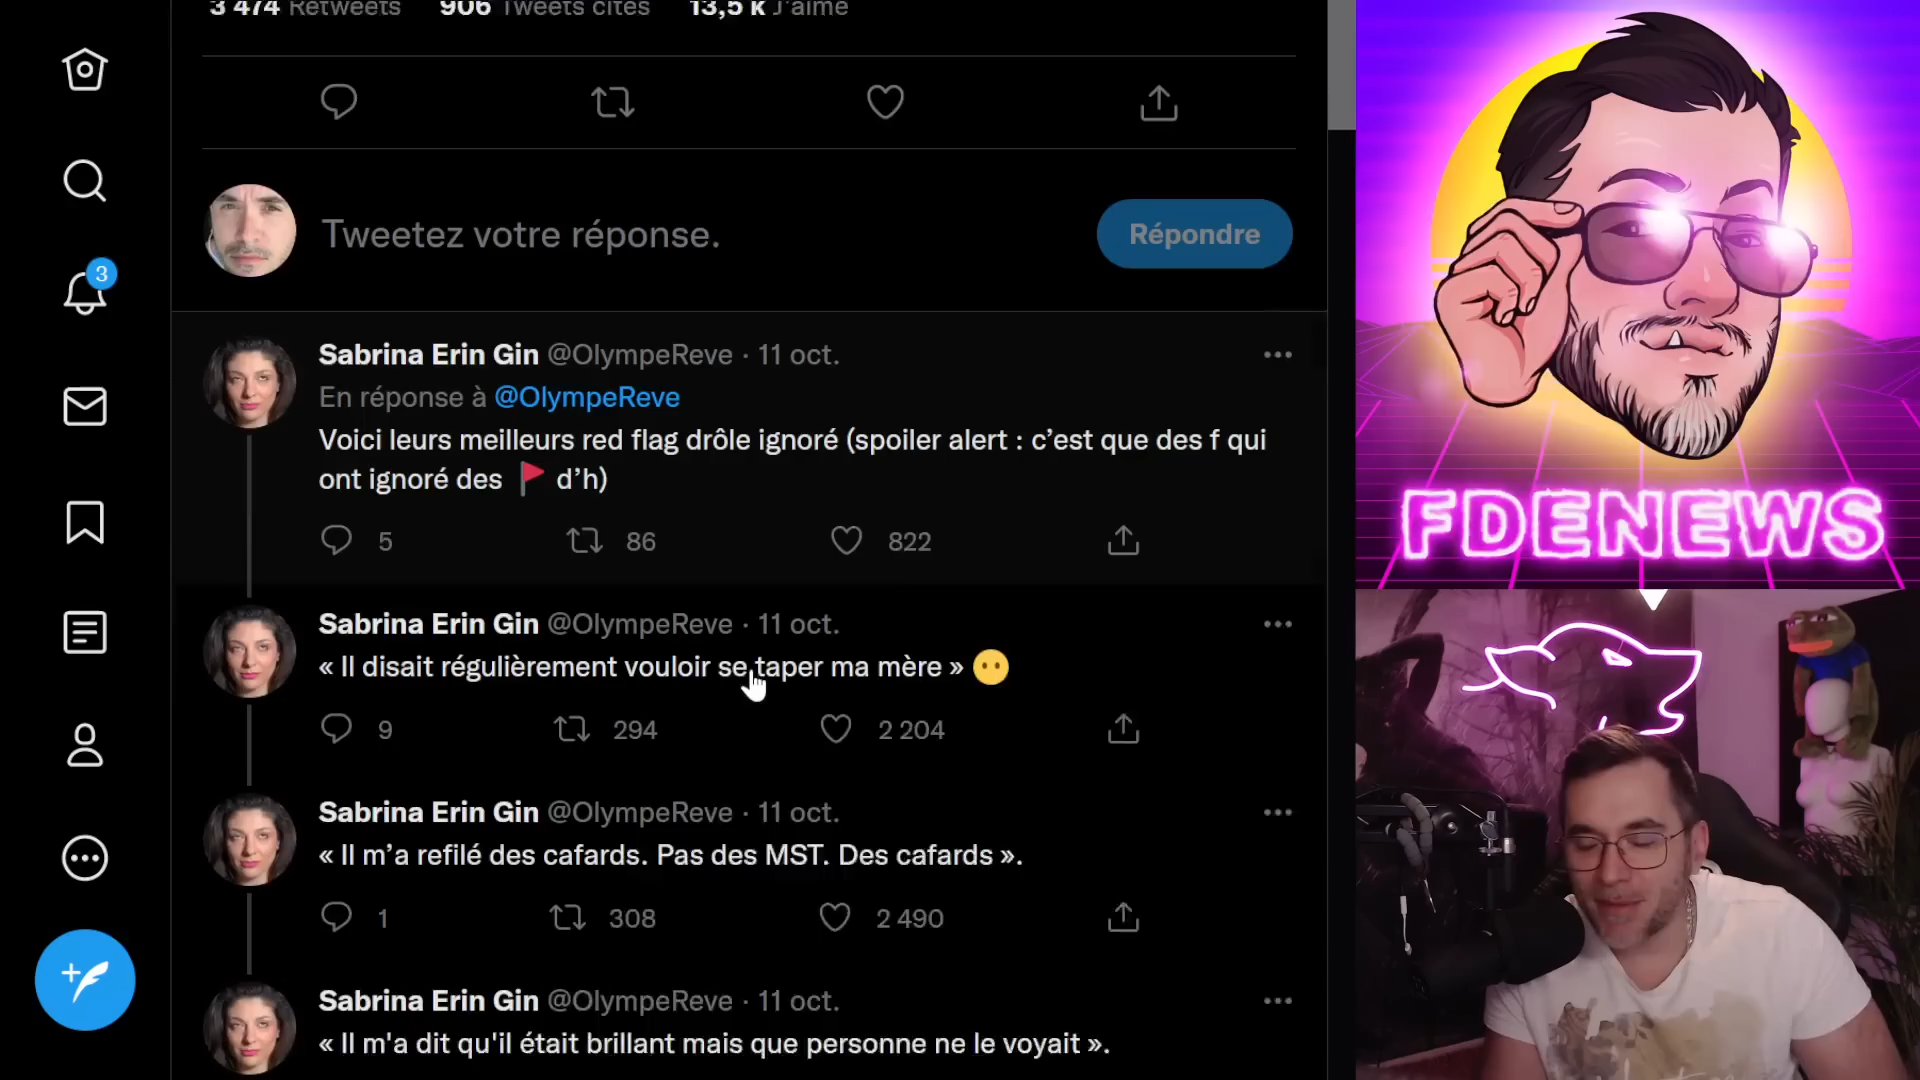 3 474 Retweets 906 Tweets cités 13,5 k J'aime
Tweetez votre réponse.
Répondre
3
Sabrina Erin Gin @OlympeReve · 11 oct.
En réponse à @OlympeReve
Voici leurs meilleurs red flag drôle ignoré (spoiler alert : c’est que des f qui
ont ignoré des 🚩 d’h)
5 86 822
Sabrina Erin Gin @OlympeReve · 11 oct.
« Il disait régulièrement vouloir se taper ma mère » 😶
9 294 2 204
Sabrina Erin Gin @OlympeReve · 11 oct.
« Il m’a refilé des cafards. Pas des MST. Des cafards ».
1 308 2 490
Sabrina Erin Gin @OlympeReve · 11 oct.
« Il m'a dit qu'il était brillant mais que personne ne le voyait ».
FDENEWS